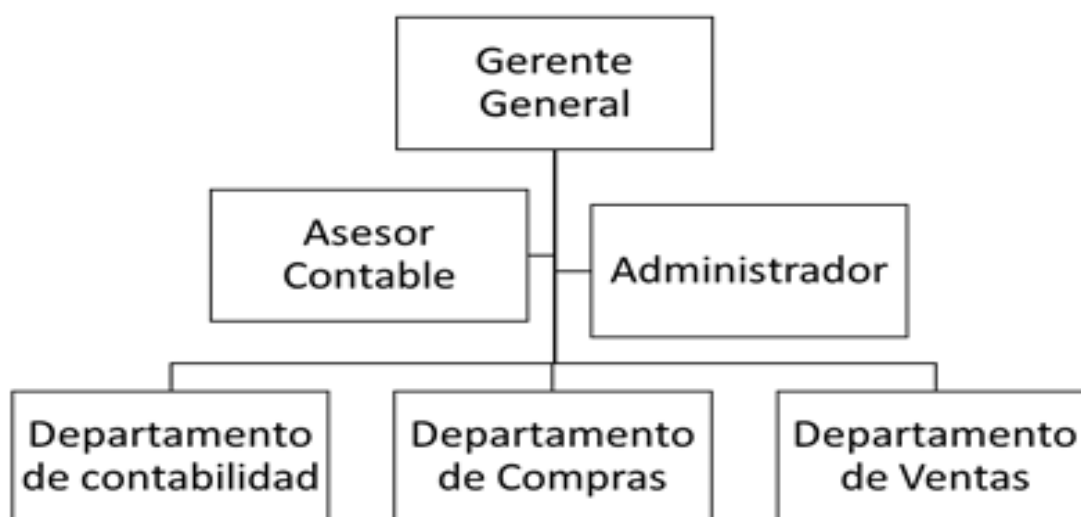 Gerente
General
Asesor
Contable
Administrador
Departamento
de contabilidad
Departamento
de Compras
Departamento
de Ventas